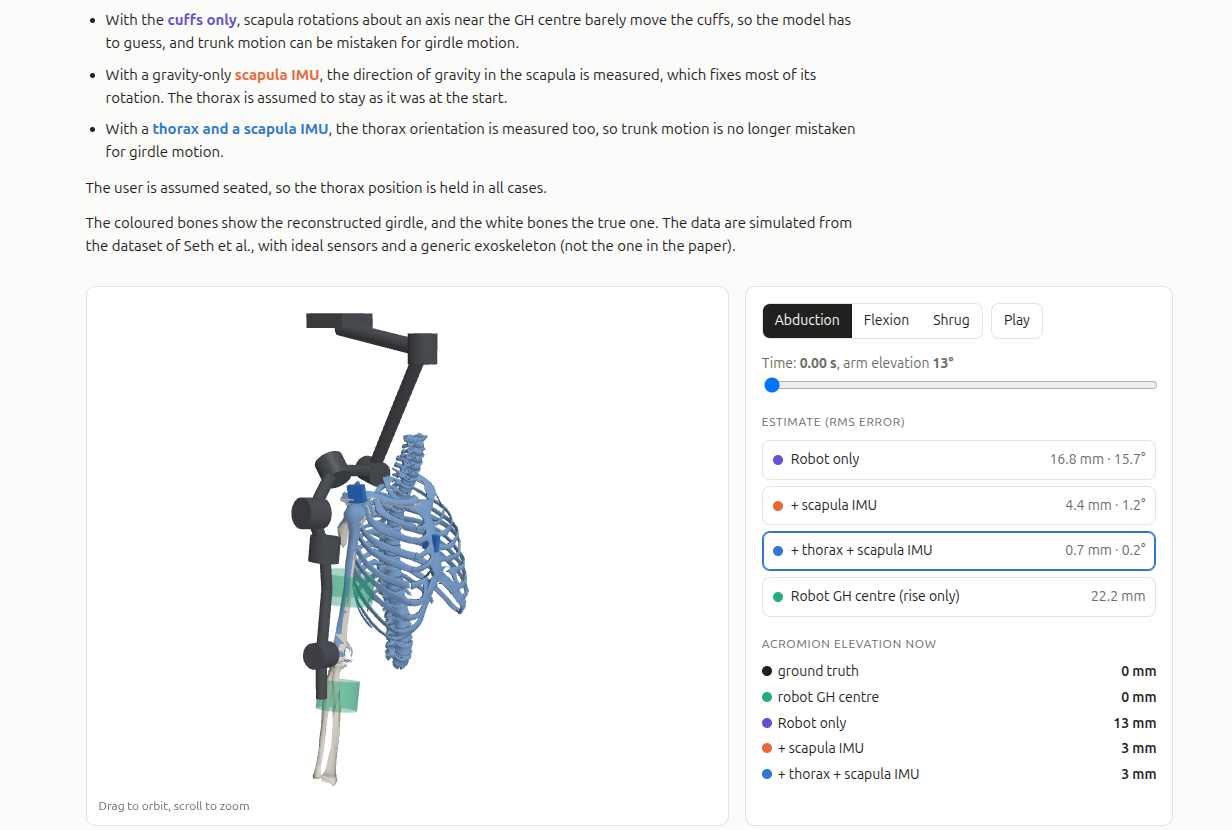 • With the cuffs only, scapula rotations about an axis near the GH centre barely move the cuffs, so the model has
to guess, and trunk motion can be mistaken for girdle motion.
• With a gravity-only scapula IMU, the direction of gravity in the scapula is measured, which fixes most of its
rotation. The thorax is assumed to stay as it was at the start.
• With a thorax and a scapula IMU, the thorax orientation is measured too, so trunk motion is no longer mistaken
for girdle motion.
The user is assumed seated, so the thorax position is held in all cases.
The coloured bones show the reconstructed girdle, and the white bones the true one. The data are simulated from
the dataset of Seth et al., with ideal sensors and a generic exoskeleton (not the one in the paper).
Drag to orbit, scroll to zoom
Abduction Flexion Shrug Play
Time: 0.00 s, arm elevation 13°
ESTIMATE (RMS ERROR)
Robot only 16.8 mm · 15.7°
+ scapula IMU 4.4 mm · 1.2°
+ thorax + scapula IMU 0.7 mm · 0.2°
Robot GH centre (rise only) 22.2 mm
ACROMION ELEVATION NOW
ground truth 0 mm
robot GH centre 0 mm
Robot only 13 mm
+ scapula IMU 3 mm
+ thorax + scapula IMU 3 mm